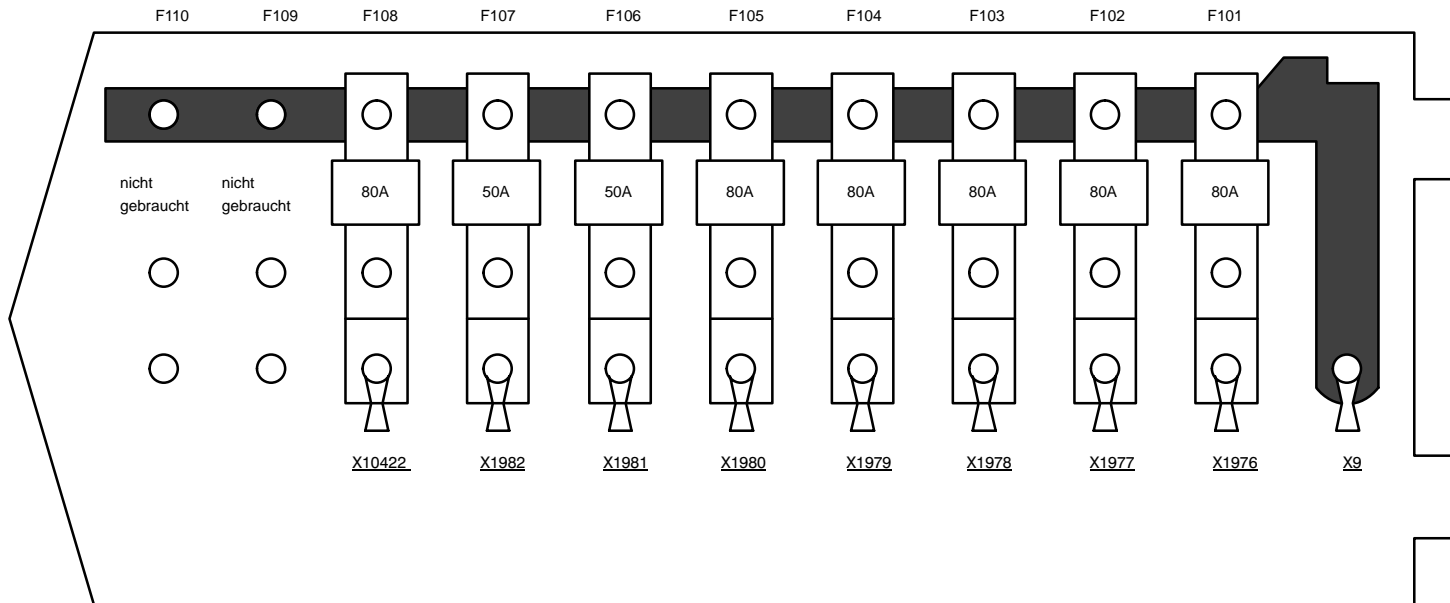 F110 F109 F108 F107 F106 F105 F104 F103 F102 F101
nicht nicht
gebraucht gebraucht
80A 50A 50A 80A 80A 80A 80A 80A
X10422 X1982 X1981 X1980 X1979 X1978 X1977 X1976 X9